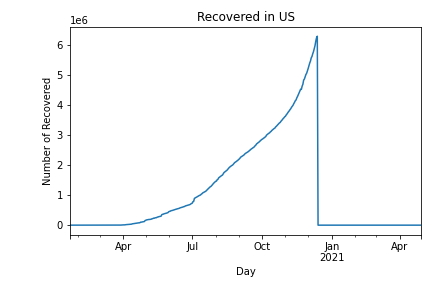 Recovered in US
1e6
6
5
4
3
2
1
0
Number of Recovered
Apr
Jul
Oct
Jan
2021
Apr
Day